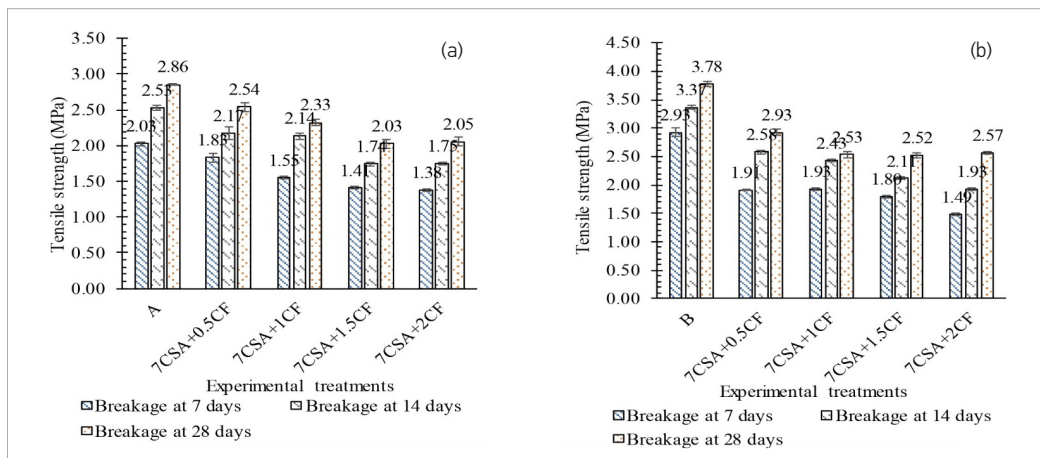 (a)
Tensile strength (MPa)
3.50
3.00
2.50
2.00
1.50
1.00
0.50
0.00
2.03
2.53
2.86
1.83
2.17
2.54
1.55
2.14
2.33
1.41
1.74
2.03
1.38
1.75
2.05
A
7CSA+0.5CF
7CSA+1CF
7CSA+1.5CF
7CSA+2CF
Experimental treatments
Breakage at 7 days
Breakage at 14 days
Breakage at 28 days
(b)
Tensile strength (MPa)
4.50
4.00
3.50
3.00
2.50
2.00
1.50
1.00
0.50
0.00
2.93
3.37
3.78
1.91
2.58
2.93
1.93
2.43
2.53
1.80
2.11
2.52
1.49
1.93
2.57
B
7CSA+0.5CF
7CSA+1CF
7CSA+1.5CF
7CSA+2CF
Experimental treatments
Breakage at 7 days
Breakage at 14 days
Breakage at 28 days